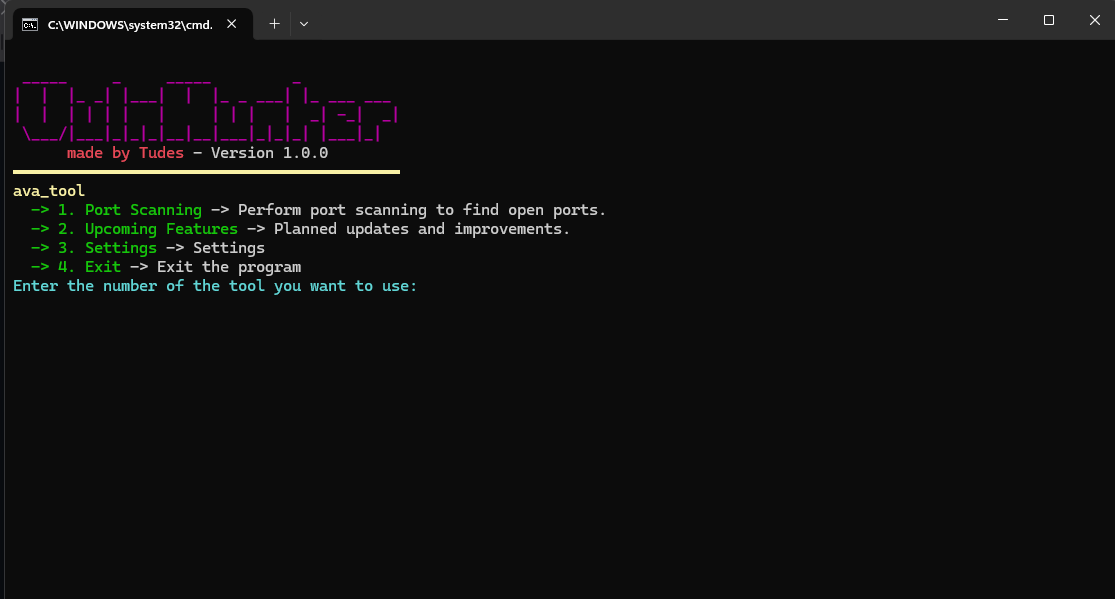 C:\WINDOWS\system32\cmd.
made by Tudes - Version 1.0.0
ava_tool
-> 1. Port Scanning -> Perform port scanning to find open ports.
-> 2. Upcoming Features -> Planned updates and improvements.
-> 3. Settings -> Settings
-> 4. Exit -> Exit the program
Enter the number of the tool you want to use: